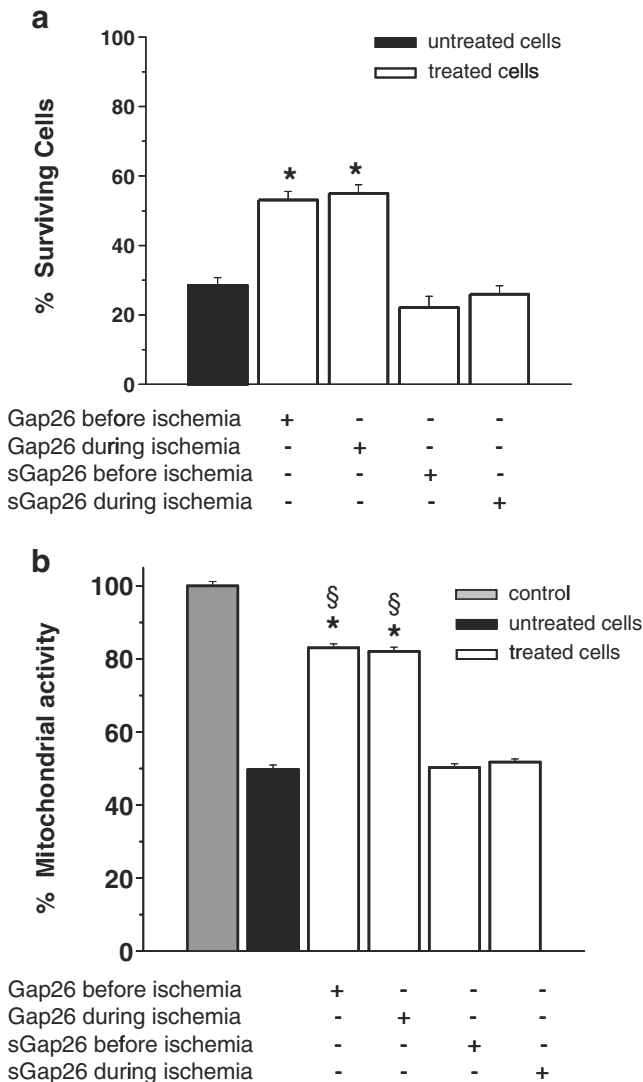 a
100
80
60
40
20
0
% Surviving Cells
untreated cells
treated cells
* *
Gap26 before ischemia + - - -
Gap26 during ischemia - + - -
sGap26 before ischemia - - + -
sGap26 during ischemia - - - +
b
100
80
60
40
20
0
% Mitochondrial activity
control
untreated cells
treated cells
§ §
* *
Gap26 before ischemia + - - -
Gap26 during ischemia - + - -
sGap26 before ischemia - - + -
sGap26 during ischemia - - - +